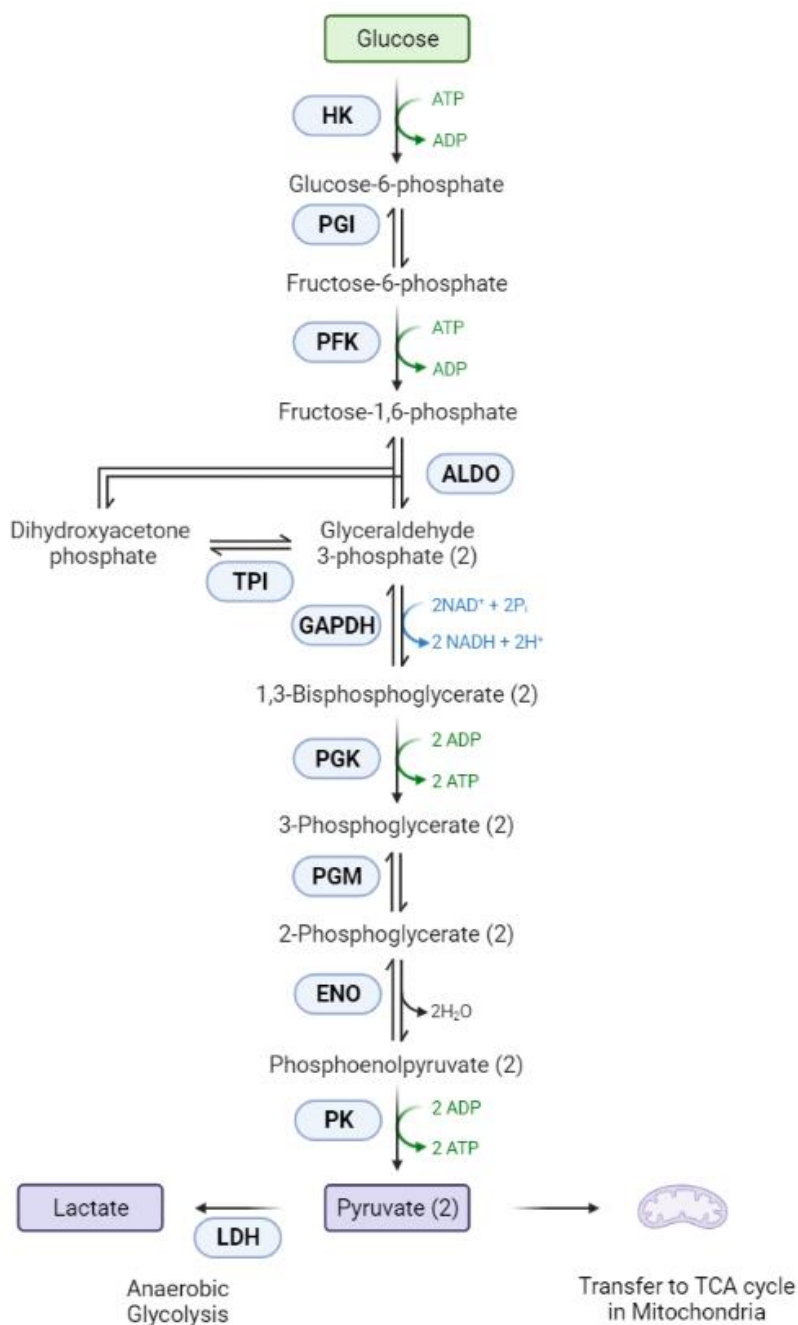 Glucose
HK
ATP
ADP
Glucose-6-phosphate
PGI
Fructose-6-phosphate
PFK
ATP
ADP
Fructose-1,6-phosphate
ALDO
Dihydroxyacetone
phosphate
Glyceraldehyde
3-phosphate (2)
TPI
GAPDH
2NAD⁺ + 2Pᵢ
2 NADH + 2H⁺
1,3-Bisphosphoglycerate (2)
PGK
2 ADP
2 ATP
3-Phosphoglycerate (2)
PGM
2-Phosphoglycerate (2)
ENO
2H₂O
Phosphoenolpyruvate (2)
PK
2 ADP
2 ATP
Lactate
Pyruvate (2)
LDH
Anaerobic
Glycolysis
Transfer to TCA cycle
in Mitochondria